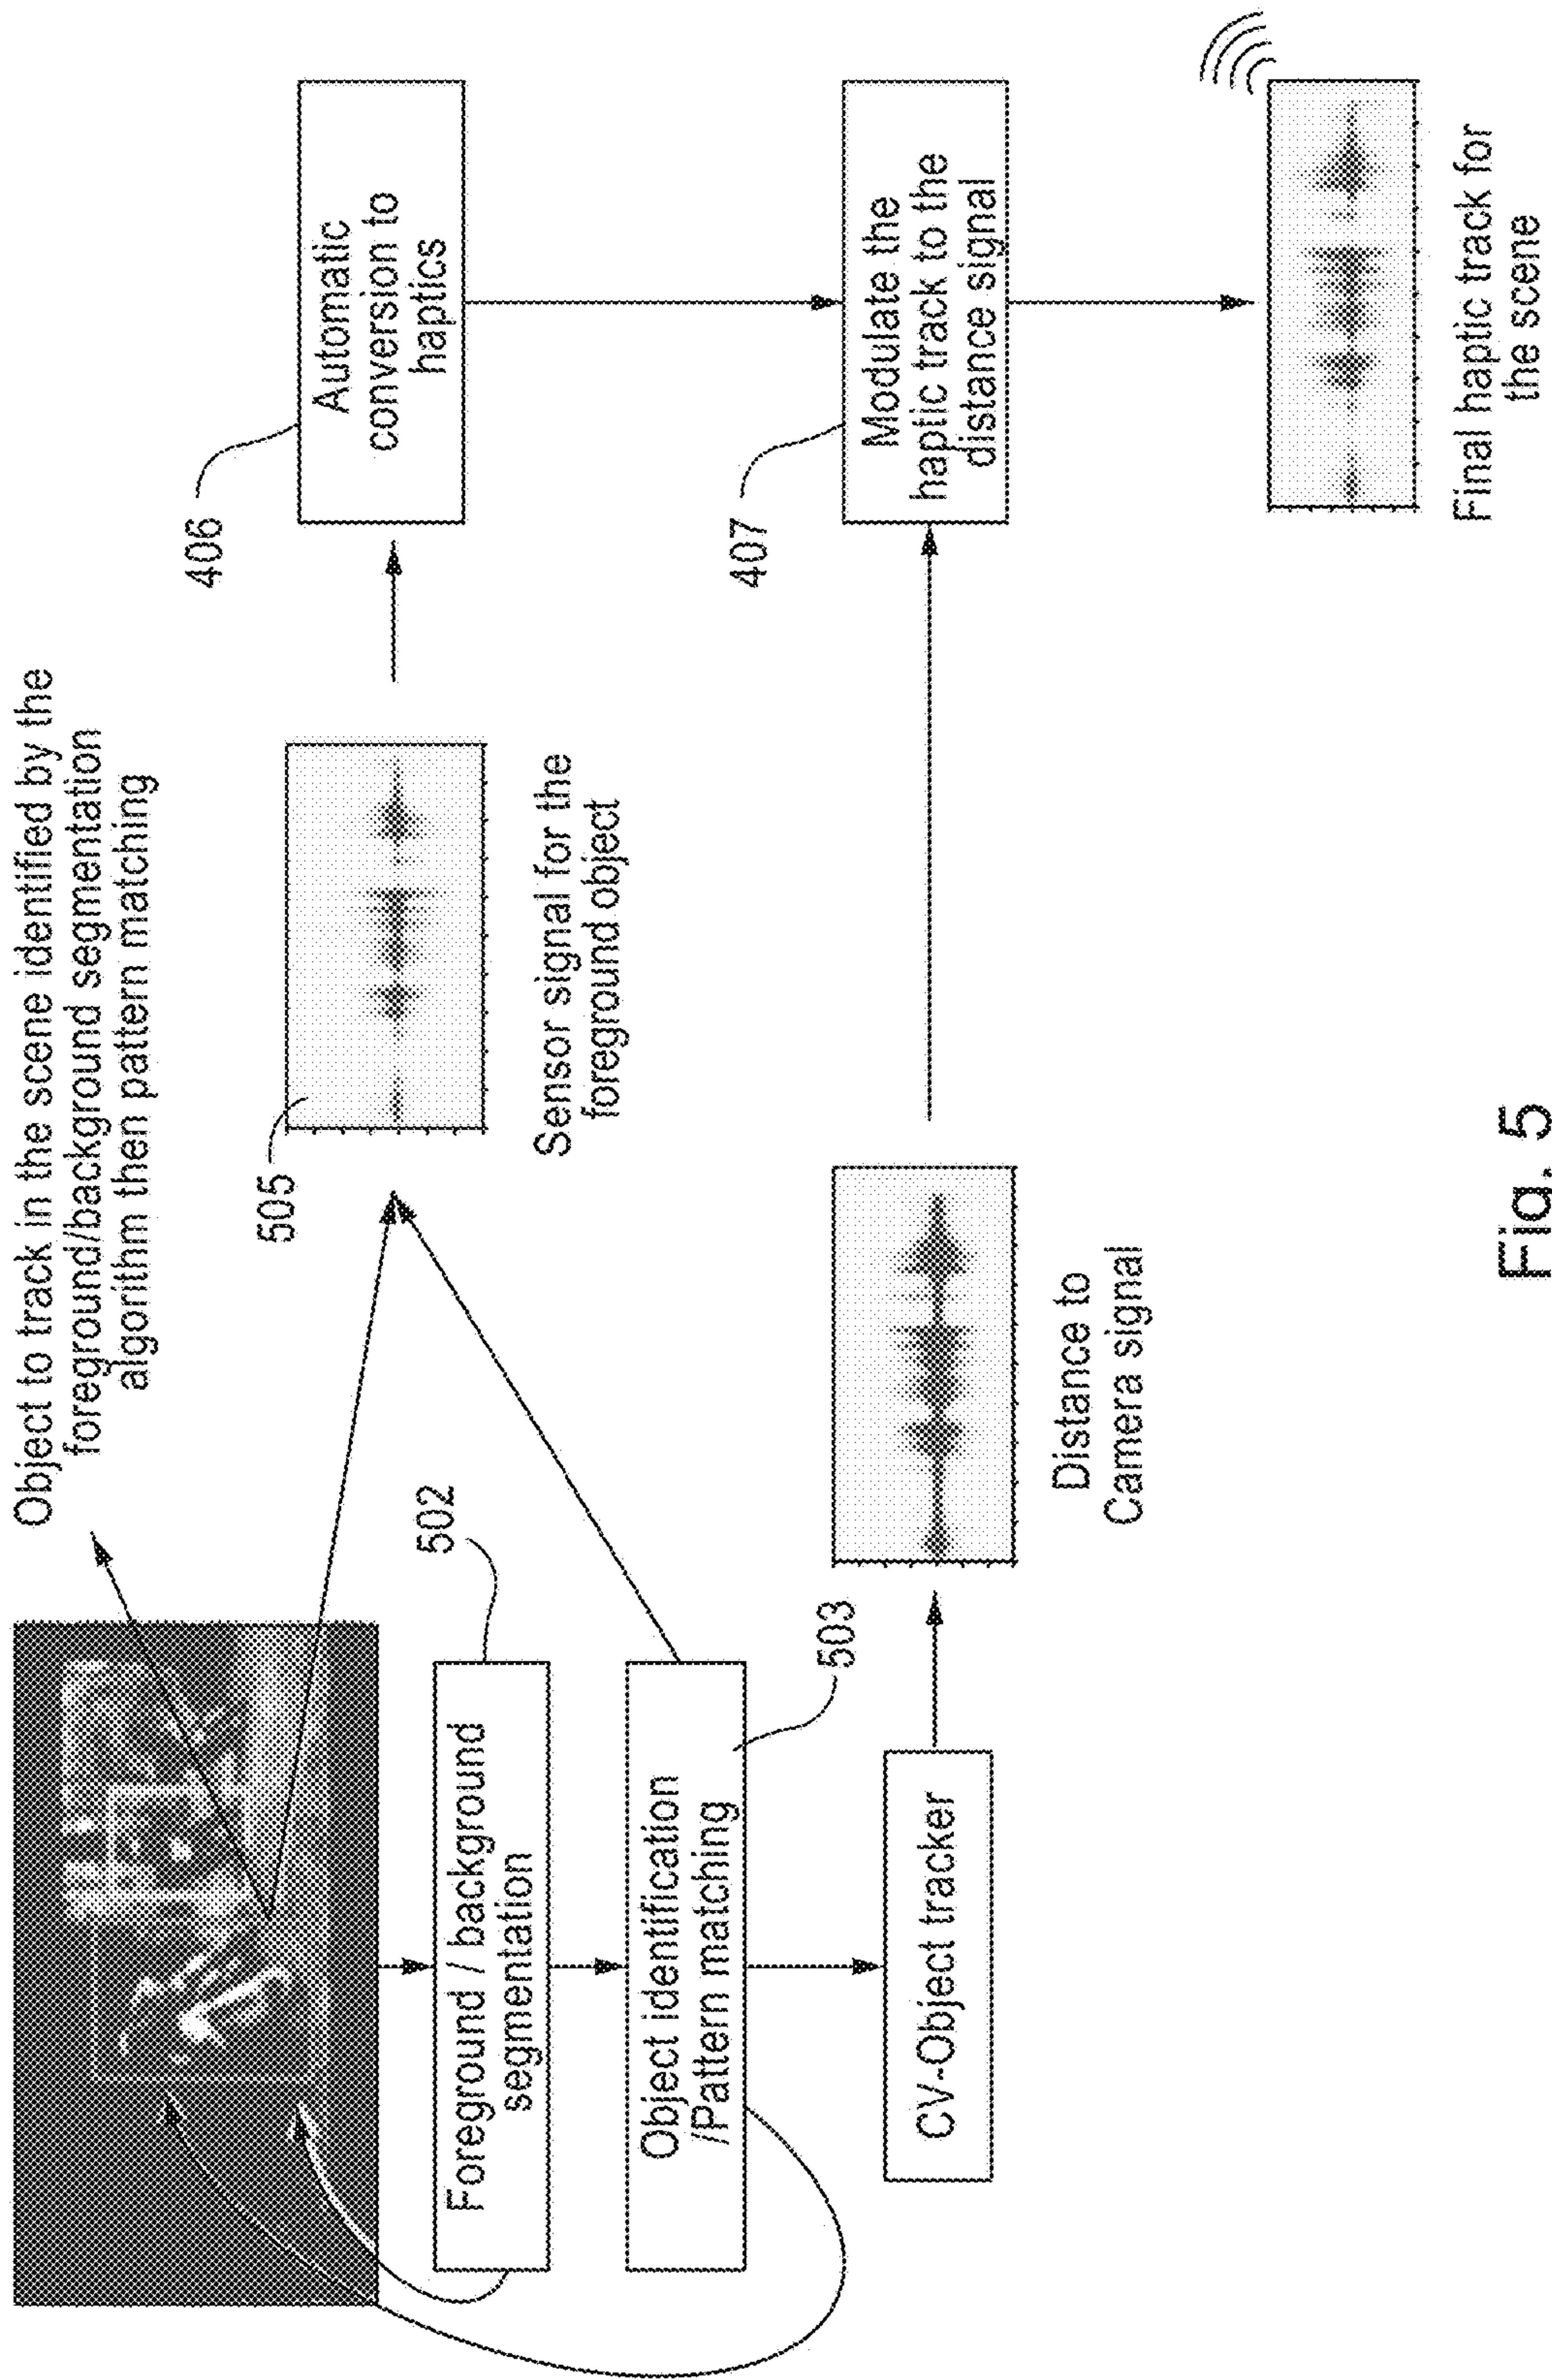 Object to track in the scene identified by the
foreground/background segmentation
algorithm then pattern matching
505
Sensor signal for the
foreground object
406
Automatic
conversion to
haptics
502
Foreground / background
segmentation
Object identification
/Pattern matching
503
CV-Object tracker
Distance to
Camera signal
407
Modulate the
haptic track to the
distance signal
Final haptic track for
the scene
Fig. 5